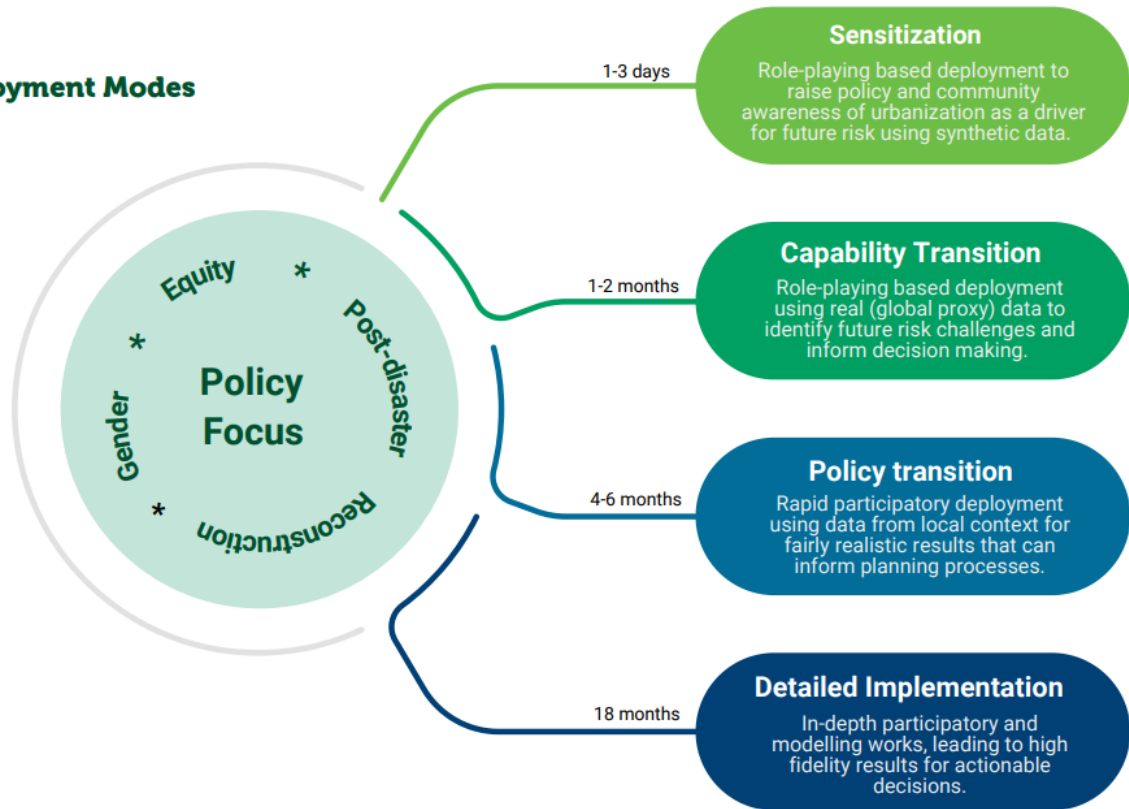 oyment Modes
1-3 days
Sensitization
Role-playing based deployment to
raise policy and community
awareness of urbanization as a driver
for future risk using synthetic data.
1-2 months
Capability Transition
Role-playing based deployment
using real (global proxy) data to
identify future risk challenges and
inform decision making.
4-6 months
Policy transition
Rapid participatory deployment
using data from local context for
fairly realistic results that can
inform planning processes.
18 months
Detailed Implementation
In-depth participatory and
modelling works, leading to high
fidelity results for actionable
decisions.
Policy
Focus
Gender * Equity * Post-disaster Reconstruction *